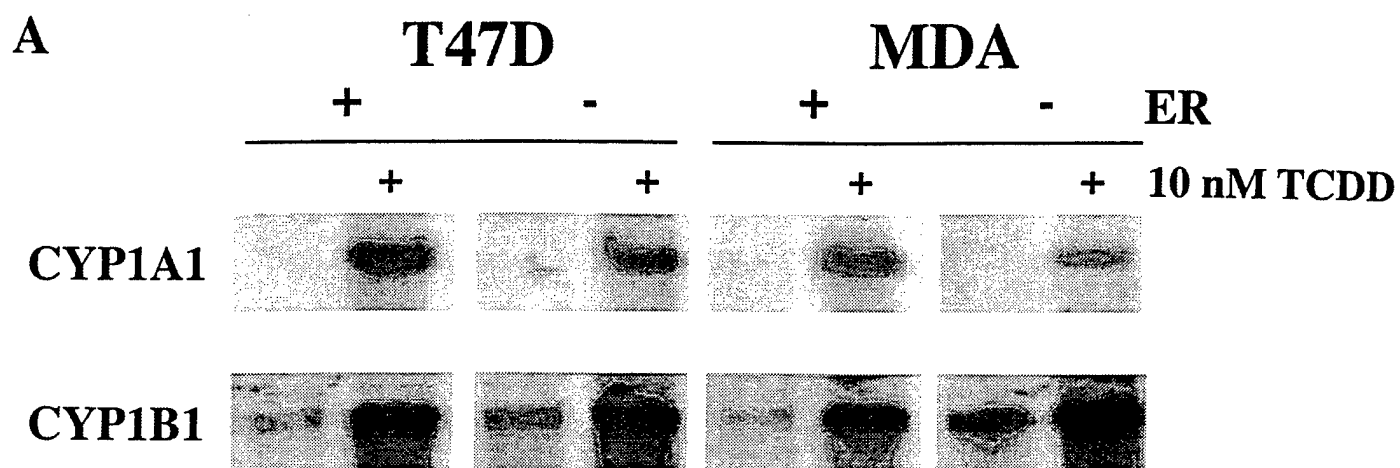 A
T47D MDA
+ - + - ER
+ + + + 10 nM TCDD
CYP1A1
CYP1B1